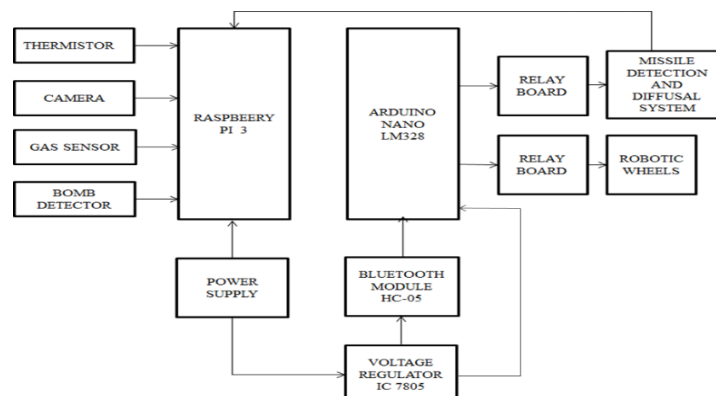 THERMISTOR
CAMERA
GAS SENSOR
BOMB
DETECTOR
RASPBEERY
PI 3
POWER
SUPPLY
ARDUINO
NANO
LM328
BLUETOOTH
MODULE
HC-05
VOLTAGE
REGULATOR
IC 7805
RELAY
BOARD
MISSILE
DETECTION
AND
DIFFUSAL
SYSTEM
RELAY
BOARD
ROBOTIC
WHEELS